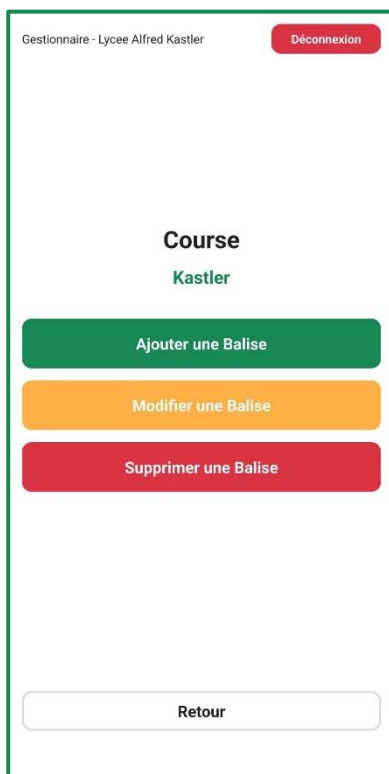 Gestionnaire - Lycee Alfred Kastler
Déconnexion
Course
Kastler
Ajouter une Balise
Modifier une Balise
Supprimer une Balise
Retour